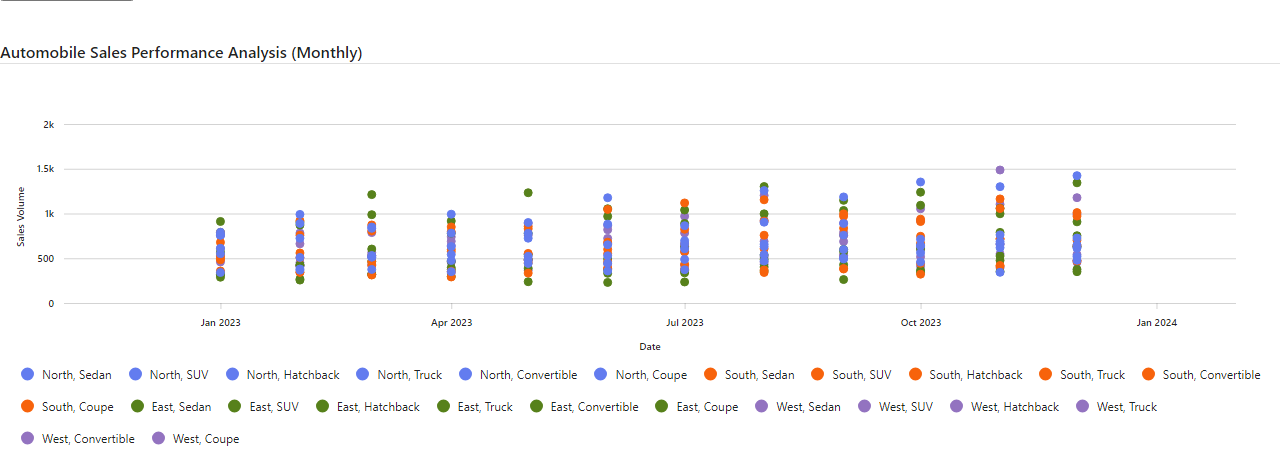 Automobile Sales Performance Analysis (Monthly)
2k
1.5k
1k
500
0
Sales Volume
Jan 2023 Apr 2023 Jul 2023 Oct 2023 Jan 2024
Date
North, Sedan North, SUV North, Hatchback North, Truck North, Convertible North, Coupe South, Sedan South, SUV South, Hatchback South, Truck South, Convertible
South, Coupe East, Sedan East, SUV East, Hatchback East, Truck East, Convertible East, Coupe West, Sedan West, SUV West, Hatchback West, Truck
West, Convertible West, Coupe